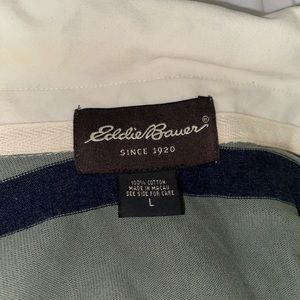 Eddie Bauer®
SINCE 1920
100% COTTON
MADE IN MACAU
SEE SIDE FOR CARE
L